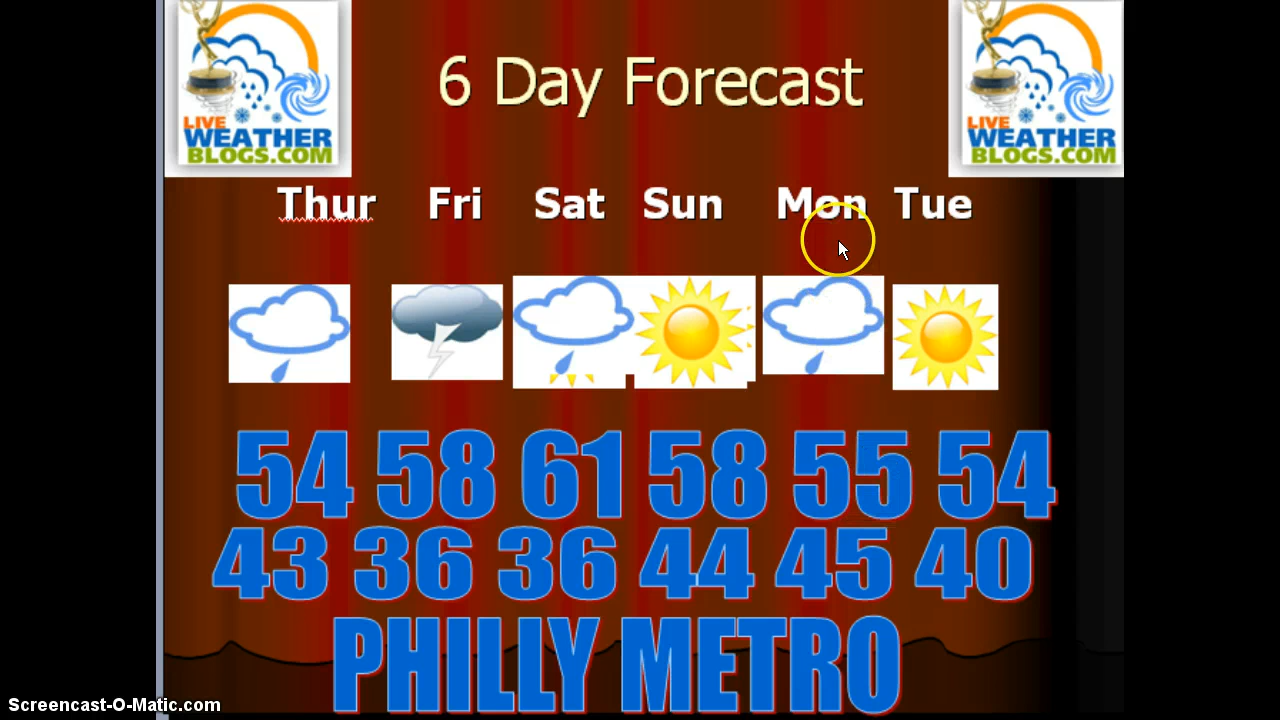 6 Day Forecast
LIVE
WEATHER
BLOGS.COM
LIVE
WEATHER
BLOGS.COM
Thur Fri Sat Sun Mon Tue
54 58 61 58 55 54
43 36 36 44 45 40
PHILLY METRO
Screencast-O-Matic.com